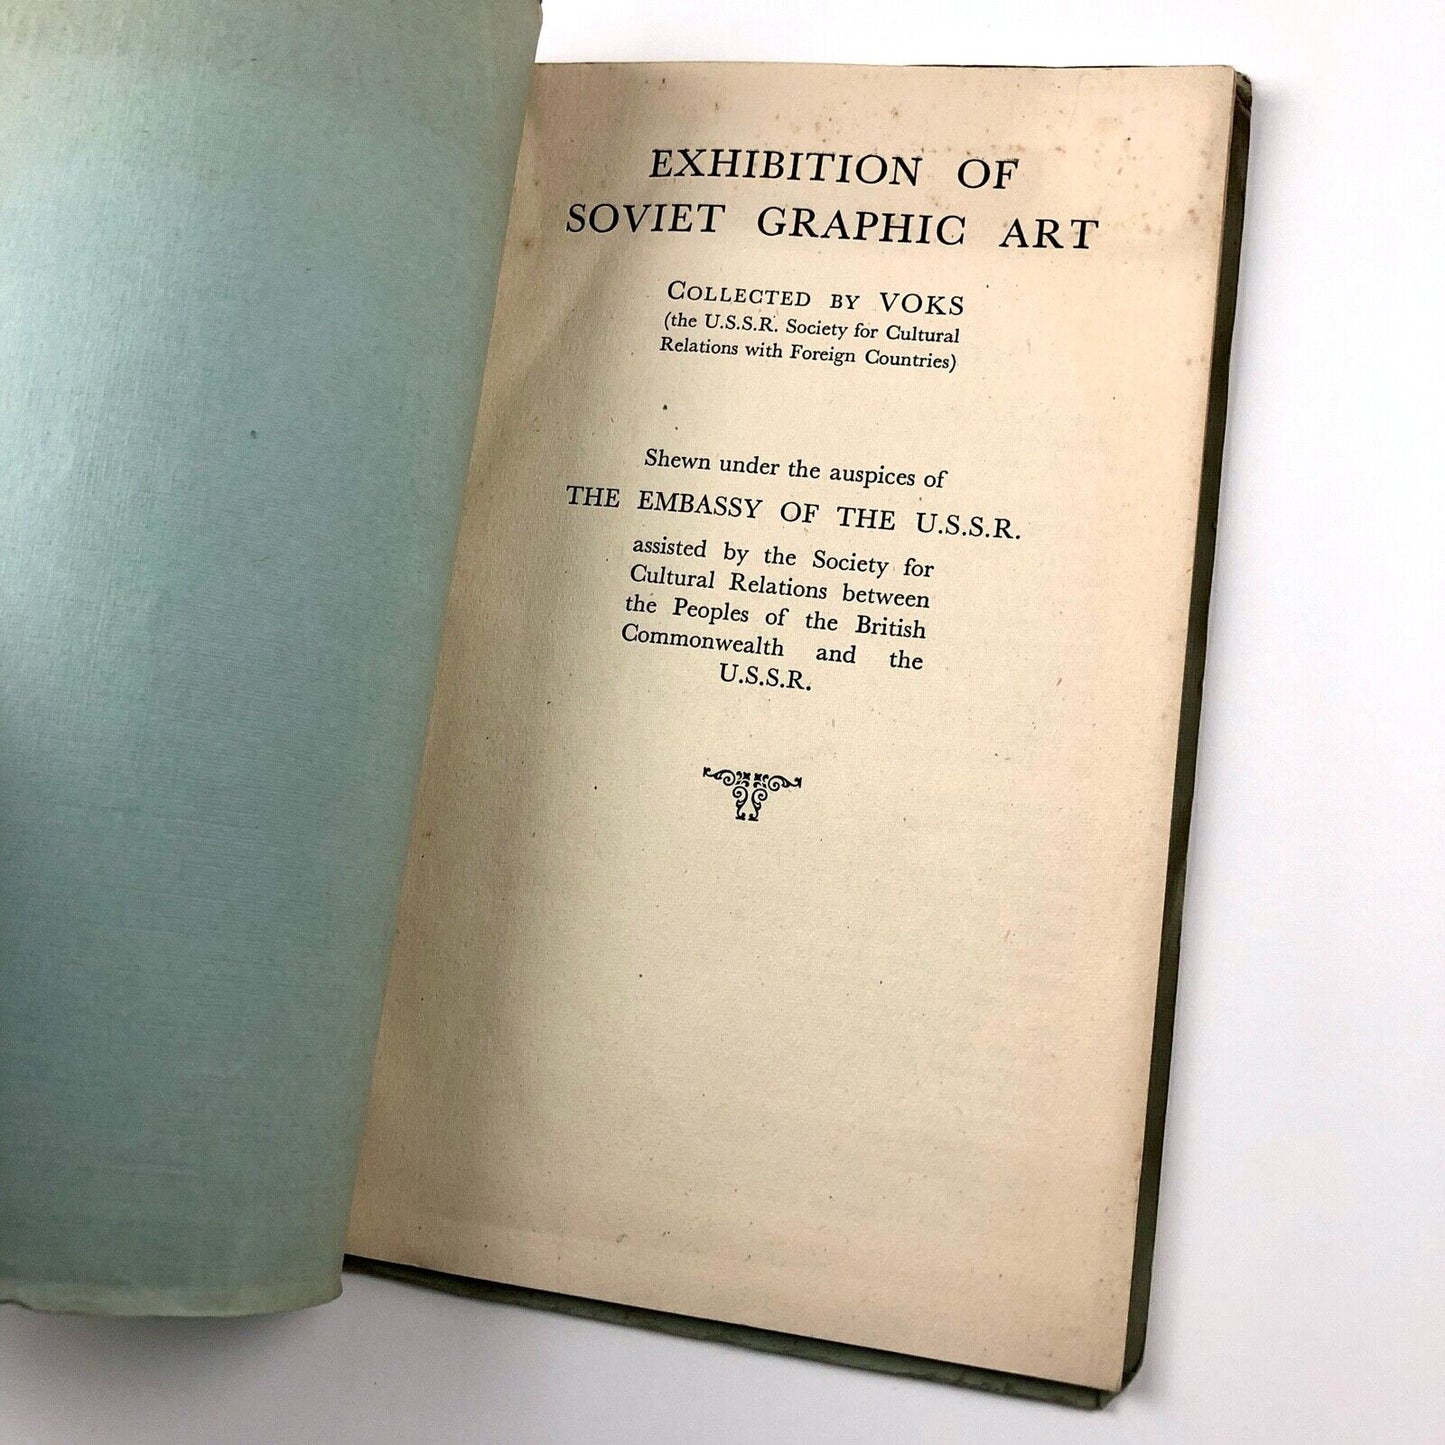 EXHIBITION OF
SOVIET GRAPHIC ART
COLLECTED BY VOKS
(the U.S.S.R. Society for Cultural
Relations with Foreign Countries)
Shewn under the auspices of
THE EMBASSY OF THE U.S.S.R.
assisted by the Society for
Cultural Relations between
the Peoples of the British
Commonwealth and the
U.S.S.R.